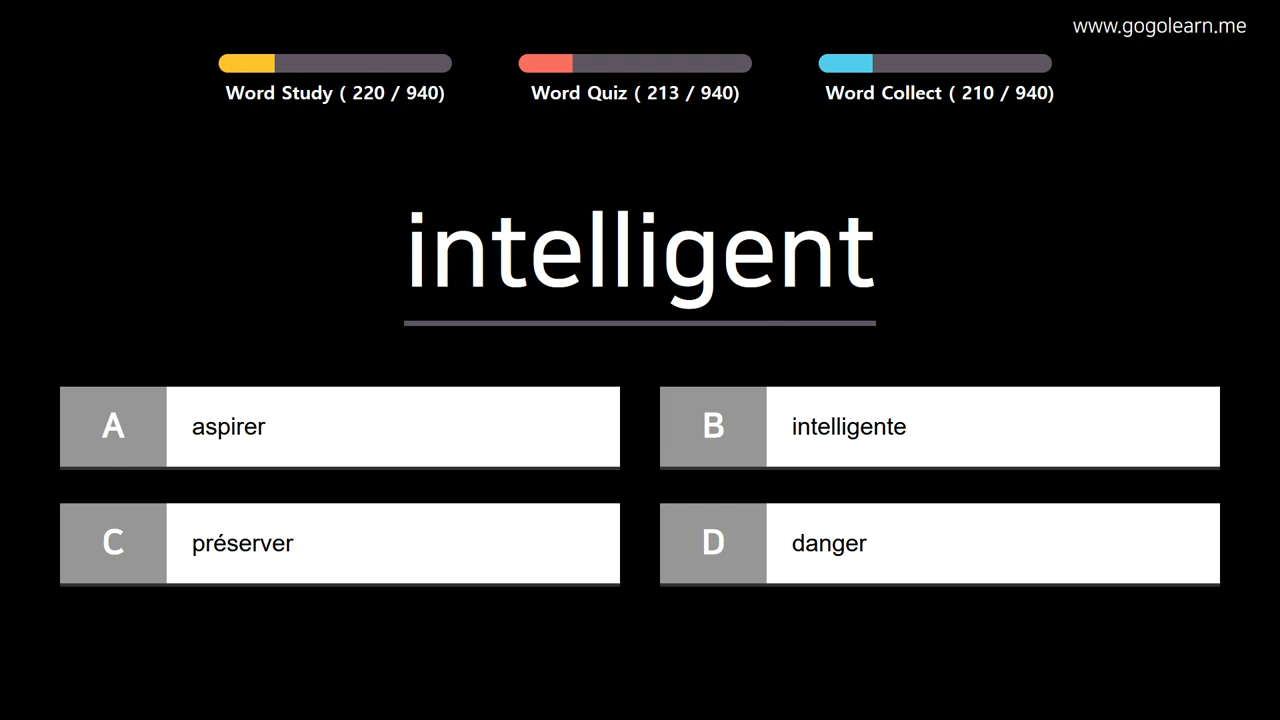 www.gogolearn.me
Word Study ( 220 / 940)
Word Quiz ( 213 / 940)
Word Collect ( 210 / 940)
intelligent
A aspirer
B intelligente
C préserver
D danger